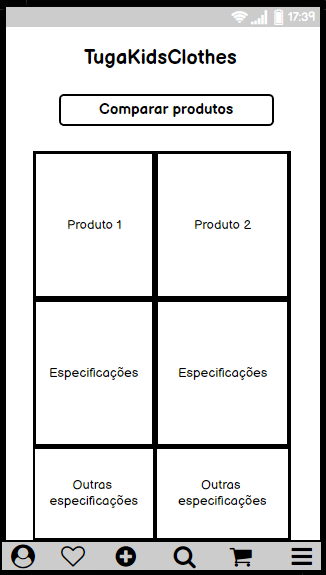 17:39
TugaKidsClothes
Comparar produtos
Produto 1
Produto 2
Especificações
Especificações
Outras
especificações
Outras
especificações